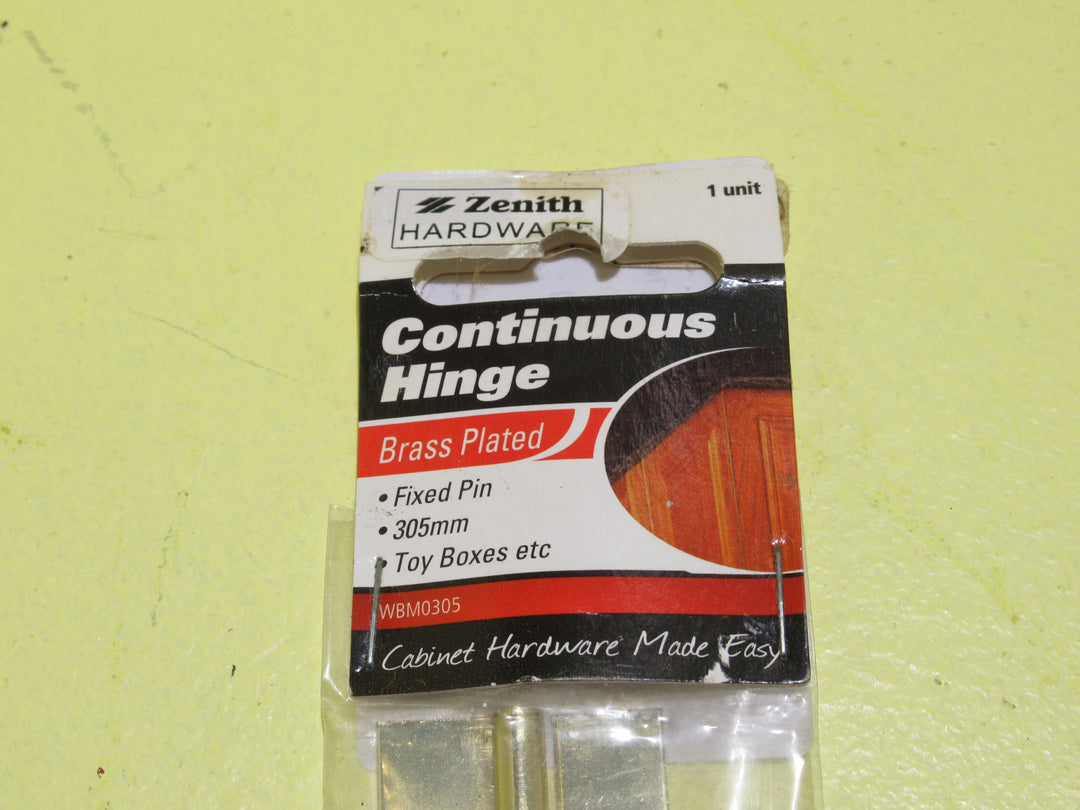 Zenith
HARDWARE
1 unit
Continuous
Hinge
Brass Plated
• Fixed Pin
• 305mm
• Toy Boxes etc
WBM0305
Cabinet Hardware Made Easy